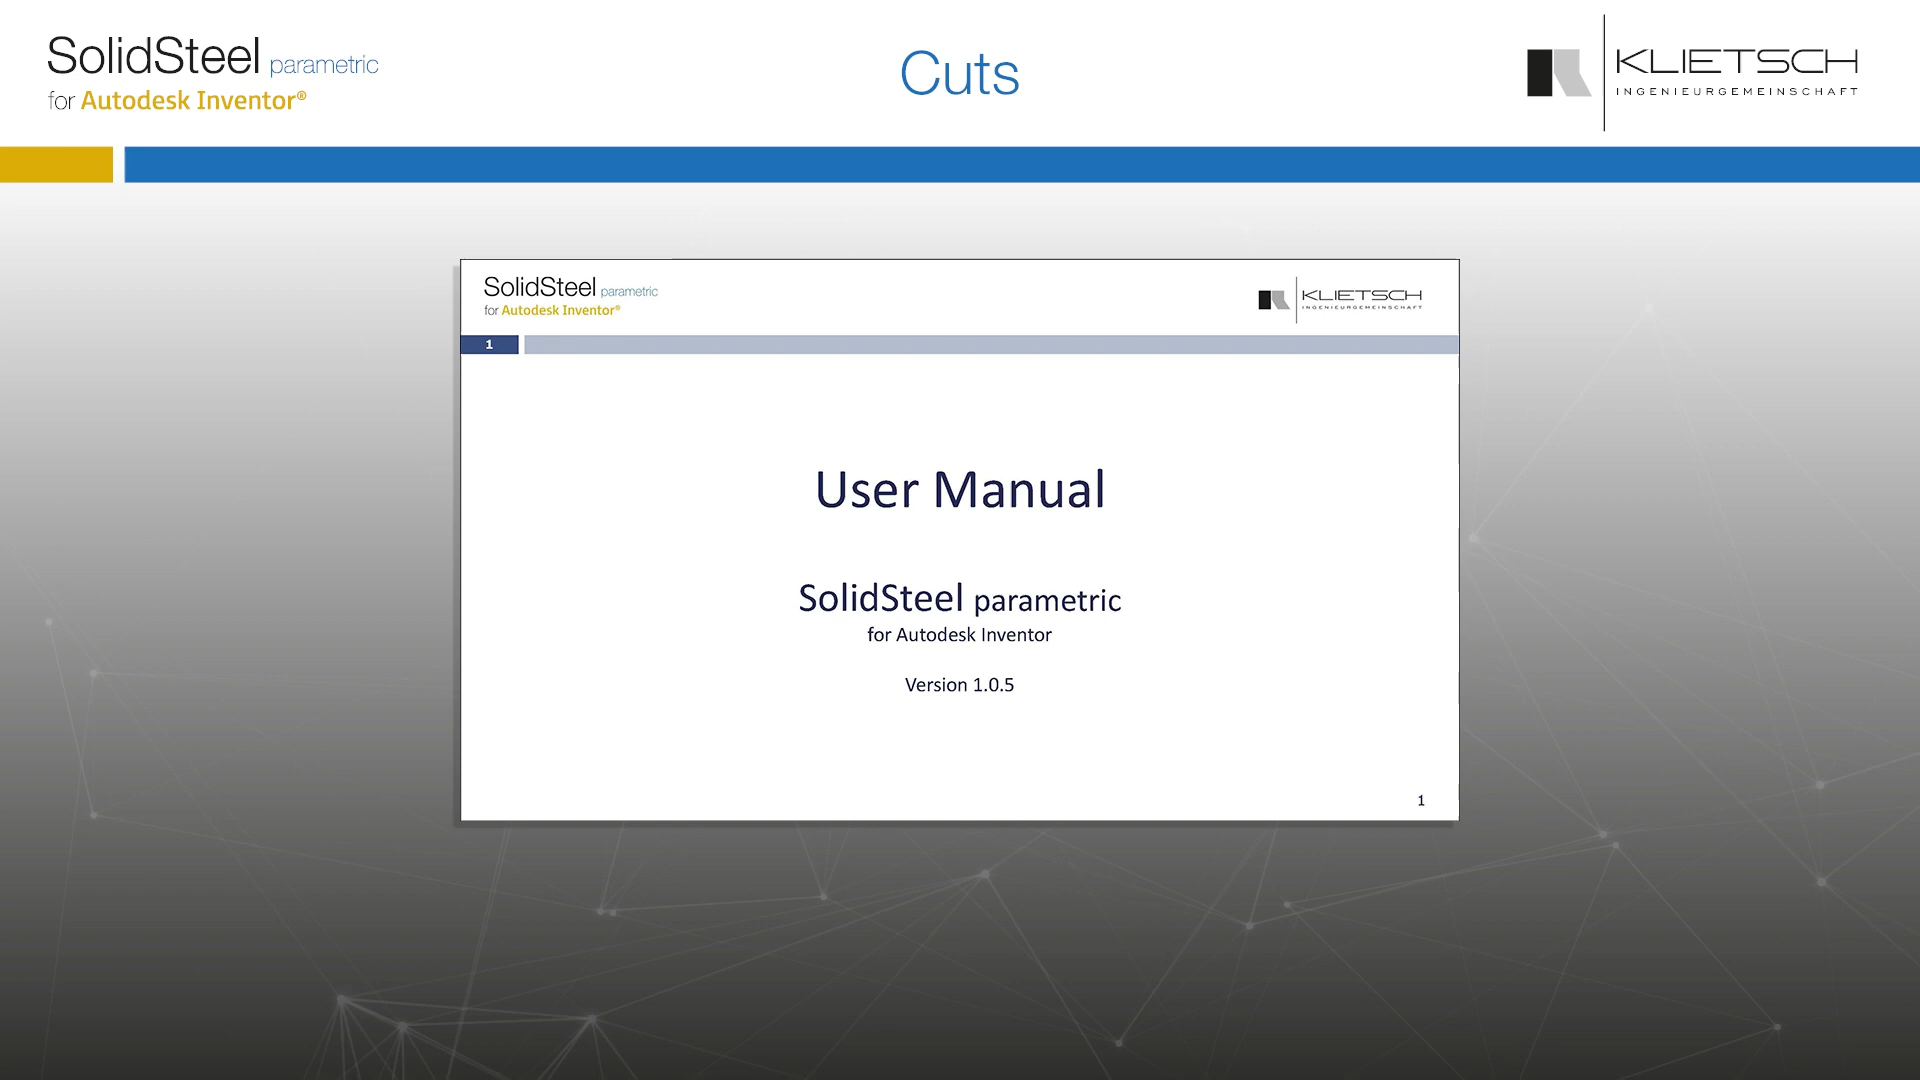 SolidSteel parametric
for Autodesk Inventor®
Cuts
KLIETSCH
INGENIEURGEMEINSCHAFT
SolidSteel parametric
for Autodesk Inventor®
KLIETSCH
INGENIEURGEMEINSCHAFT
1
User Manual
SolidSteel parametric
for Autodesk Inventor
Version 1.0.5
1